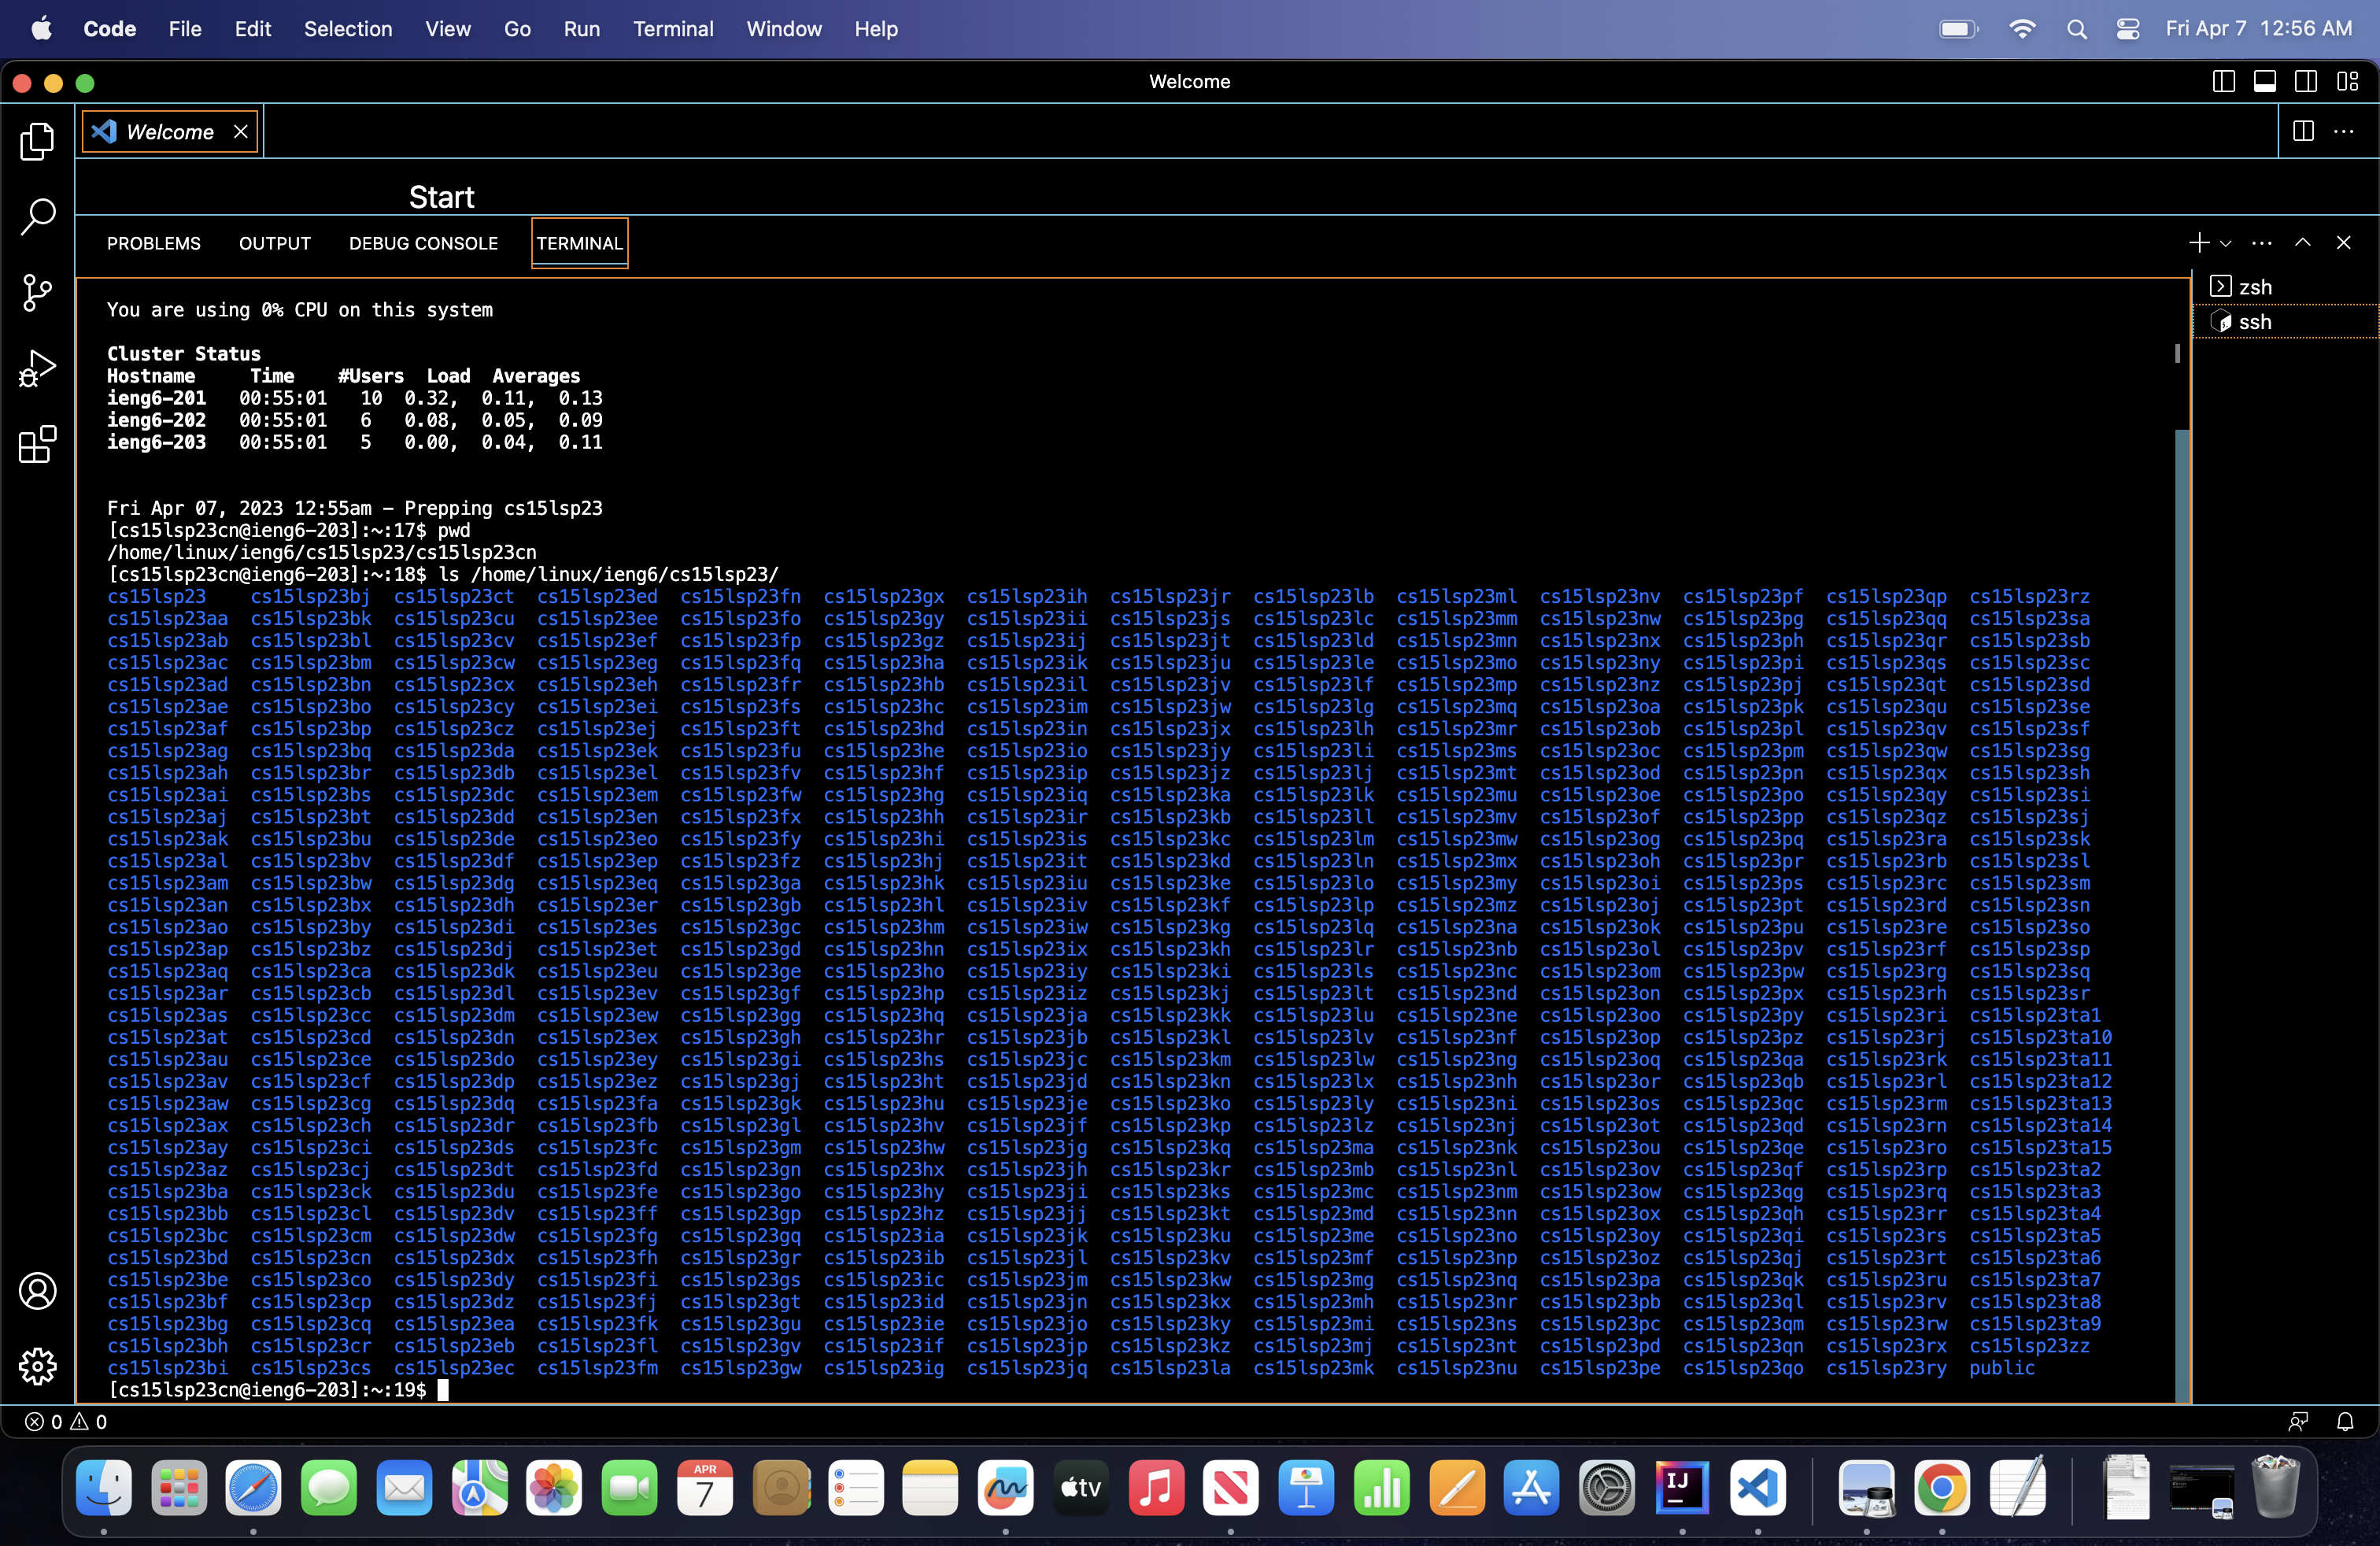 Code File Edit Selection View Go Run Terminal Window Help Fri Apr 7 12:56 AM
Welcome
Welcome
Start
PROBLEMS OUTPUT DEBUG CONSOLE TERMINAL
zsh
ssh
You are using 0% CPU on this system
Cluster Status
Hostname Time #Users Load Averages
ieng6-201 00:55:01 10 0.32, 0.11, 0.13
ieng6-202 00:55:01 6 0.08, 0.05, 0.09
ieng6-203 00:55:01 5 0.00, 0.04, 0.11
Fri Apr 07, 2023 12:55am - Prepping cs15lsp23
[cs15lsp23cn@ieng6-203]:~:17$ pwd
/home/linux/ieng6/cs15lsp23/cs15lsp23cn
[cs15lsp23cn@ieng6-203]:~:18$ ls /home/linux/ieng6/cs15lsp23/
cs15lsp23 cs15lsp23bj cs15lsp23ct cs15lsp23ed cs15lsp23fn cs15lsp23gx cs15lsp23ih cs15lsp23jr cs15lsp23lb cs15lsp23ml cs15lsp23nv cs15lsp23pf cs15lsp23qp cs15lsp23rz
cs15lsp23aa cs15lsp23bk cs15lsp23cu cs15lsp23ee cs15lsp23fo cs15lsp23gy cs15lsp23ii cs15lsp23js cs15lsp23lc cs15lsp23mm cs15lsp23nw cs15lsp23pg cs15lsp23qq cs15lsp23sa
cs15lsp23ab cs15lsp23bl cs15lsp23cv cs15lsp23ef cs15lsp23fp cs15lsp23gz cs15lsp23ij cs15lsp23jt cs15lsp23ld cs15lsp23mn cs15lsp23nx cs15lsp23ph cs15lsp23qr cs15lsp23sb
cs15lsp23ac cs15lsp23bm cs15lsp23cw cs15lsp23eg cs15lsp23fq cs15lsp23ha cs15lsp23ik cs15lsp23ju cs15lsp23le cs15lsp23mo cs15lsp23ny cs15lsp23pi cs15lsp23qs cs15lsp23sc
cs15lsp23ad cs15lsp23bn cs15lsp23cx cs15lsp23eh cs15lsp23fr cs15lsp23hb cs15lsp23il cs15lsp23jv cs15lsp23lf cs15lsp23mp cs15lsp23nz cs15lsp23pj cs15lsp23qt cs15lsp23sd
cs15lsp23ae cs15lsp23bo cs15lsp23cy cs15lsp23ei cs15lsp23fs cs15lsp23hc cs15lsp23im cs15lsp23jw cs15lsp23lg cs15lsp23mq cs15lsp23oa cs15lsp23pk cs15lsp23qu cs15lsp23se
cs15lsp23af cs15lsp23bp cs15lsp23cz cs15lsp23ej cs15lsp23ft cs15lsp23hd cs15lsp23in cs15lsp23jx cs15lsp23lh cs15lsp23mr cs15lsp23ob cs15lsp23pl cs15lsp23qv cs15lsp23sf
cs15lsp23ag cs15lsp23bq cs15lsp23da cs15lsp23ek cs15lsp23fu cs15lsp23he cs15lsp23io cs15lsp23jy cs15lsp23li cs15lsp23ms cs15lsp23oc cs15lsp23pm cs15lsp23qw cs15lsp23sg
cs15lsp23ah cs15lsp23br cs15lsp23db cs15lsp23el cs15lsp23fv cs15lsp23hf cs15lsp23ip cs15lsp23jz cs15lsp23lj cs15lsp23mt cs15lsp23od cs15lsp23pn cs15lsp23qx cs15lsp23sh
cs15lsp23ai cs15lsp23bs cs15lsp23dc cs15lsp23em cs15lsp23fw cs15lsp23hg cs15lsp23iq cs15lsp23ka cs15lsp23lk cs15lsp23mu cs15lsp23oe cs15lsp23po cs15lsp23qy cs15lsp23si
cs15lsp23aj cs15lsp23bt cs15lsp23dd cs15lsp23en cs15lsp23fx cs15lsp23hh cs15lsp23ir cs15lsp23kb cs15lsp23ll cs15lsp23mv cs15lsp23of cs15lsp23pp cs15lsp23qz cs15lsp23sj
cs15lsp23ak cs15lsp23bu cs15lsp23de cs15lsp23eo cs15lsp23fy cs15lsp23hi cs15lsp23is cs15lsp23kc cs15lsp23lm cs15lsp23mw cs15lsp23og cs15lsp23pq cs15lsp23ra cs15lsp23sk
cs15lsp23al cs15lsp23bv cs15lsp23df cs15lsp23ep cs15lsp23fz cs15lsp23hj cs15lsp23it cs15lsp23kd cs15lsp23ln cs15lsp23mx cs15lsp23oh cs15lsp23pr cs15lsp23rb cs15lsp23sl
cs15lsp23am cs15lsp23bw cs15lsp23dg cs15lsp23eq cs15lsp23ga cs15lsp23hk cs15lsp23iu cs15lsp23ke cs15lsp23lo cs15lsp23my cs15lsp23oi cs15lsp23ps cs15lsp23rc cs15lsp23sm
cs15lsp23an cs15lsp23bx cs15lsp23dh cs15lsp23er cs15lsp23gb cs15lsp23hl cs15lsp23iv cs15lsp23kf cs15lsp23lp cs15lsp23mz cs15lsp23oj cs15lsp23pt cs15lsp23rd cs15lsp23sn
cs15lsp23ao cs15lsp23by cs15lsp23di cs15lsp23es cs15lsp23gc cs15lsp23hm cs15lsp23iw cs15lsp23kg cs15lsp23lq cs15lsp23na cs15lsp23ok cs15lsp23pu cs15lsp23re cs15lsp23so
cs15lsp23ap cs15lsp23bz cs15lsp23dj cs15lsp23et cs15lsp23gd cs15lsp23hn cs15lsp23ix cs15lsp23kh cs15lsp23lr cs15lsp23nb cs15lsp23ol cs15lsp23pv cs15lsp23rf cs15lsp23sp
cs15lsp23aq cs15lsp23ca cs15lsp23dk cs15lsp23eu cs15lsp23ge cs15lsp23ho cs15lsp23iy cs15lsp23ki cs15lsp23ls cs15lsp23nc cs15lsp23om cs15lsp23pw cs15lsp23rg cs15lsp23sq
cs15lsp23ar cs15lsp23cb cs15lsp23dl cs15lsp23ev cs15lsp23gf cs15lsp23hp cs15lsp23iz cs15lsp23kj cs15lsp23lt cs15lsp23nd cs15lsp23on cs15lsp23px cs15lsp23rh cs15lsp23sr
cs15lsp23as cs15lsp23cc cs15lsp23dm cs15lsp23ew cs15lsp23gg cs15lsp23hq cs15lsp23ja cs15lsp23kk cs15lsp23lu cs15lsp23ne cs15lsp23oo cs15lsp23py cs15lsp23ri cs15lsp23ta1
cs15lsp23at cs15lsp23cd cs15lsp23dn cs15lsp23ex cs15lsp23gh cs15lsp23hr cs15lsp23jb cs15lsp23kl cs15lsp23lv cs15lsp23nf cs15lsp23op cs15lsp23pz cs15lsp23rj cs15lsp23ta10
cs15lsp23au cs15lsp23ce cs15lsp23do cs15lsp23ey cs15lsp23gi cs15lsp23hs cs15lsp23jc cs15lsp23km cs15lsp23lw cs15lsp23ng cs15lsp23oq cs15lsp23qa cs15lsp23rk cs15lsp23ta11
cs15lsp23av cs15lsp23cf cs15lsp23dp cs15lsp23ez cs15lsp23gj cs15lsp23ht cs15lsp23jd cs15lsp23kn cs15lsp23lx cs15lsp23nh cs15lsp23or cs15lsp23qb cs15lsp23rl cs15lsp23ta12
cs15lsp23aw cs15lsp23cg cs15lsp23dq cs15lsp23fa cs15lsp23gk cs15lsp23hu cs15lsp23je cs15lsp23ko cs15lsp23ly cs15lsp23ni cs15lsp23os cs15lsp23qc cs15lsp23rm cs15lsp23ta13
cs15lsp23ax cs15lsp23ch cs15lsp23dr cs15lsp23fb cs15lsp23gl cs15lsp23hv cs15lsp23jf cs15lsp23kp cs15lsp23lz cs15lsp23nj cs15lsp23ot cs15lsp23qd cs15lsp23rn cs15lsp23ta14
cs15lsp23ay cs15lsp23ci cs15lsp23ds cs15lsp23fc cs15lsp23gm cs15lsp23hw cs15lsp23jg cs15lsp23kq cs15lsp23ma cs15lsp23nk cs15lsp23ou cs15lsp23qe cs15lsp23ro cs15lsp23ta15
cs15lsp23az cs15lsp23cj cs15lsp23dt cs15lsp23fd cs15lsp23gn cs15lsp23hx cs15lsp23jh cs15lsp23kr cs15lsp23mb cs15lsp23nl cs15lsp23ov cs15lsp23qf cs15lsp23rp cs15lsp23ta2
cs15lsp23ba cs15lsp23ck cs15lsp23du cs15lsp23fe cs15lsp23go cs15lsp23hy cs15lsp23ji cs15lsp23ks cs15lsp23mc cs15lsp23nm cs15lsp23ow cs15lsp23qg cs15lsp23rq cs15lsp23ta3
cs15lsp23bb cs15lsp23cl cs15lsp23dv cs15lsp23ff cs15lsp23gp cs15lsp23hz cs15lsp23jj cs15lsp23kt cs15lsp23md cs15lsp23nn cs15lsp23ox cs15lsp23qh cs15lsp23rr cs15lsp23ta4
cs15lsp23bc cs15lsp23cm cs15lsp23dw cs15lsp23fg cs15lsp23gq cs15lsp23ia cs15lsp23jk cs15lsp23ku cs15lsp23me cs15lsp23no cs15lsp23oy cs15lsp23qi cs15lsp23rs cs15lsp23ta5
cs15lsp23bd cs15lsp23cn cs15lsp23dx cs15lsp23fh cs15lsp23gr cs15lsp23ib cs15lsp23jl cs15lsp23kv cs15lsp23mf cs15lsp23np cs15lsp23oz cs15lsp23qj cs15lsp23rt cs15lsp23ta6
cs15lsp23be cs15lsp23co cs15lsp23dy cs15lsp23fi cs15lsp23gs cs15lsp23ic cs15lsp23jm cs15lsp23kw cs15lsp23mg cs15lsp23nq cs15lsp23pa cs15lsp23qk cs15lsp23ru cs15lsp23ta7
cs15lsp23bf cs15lsp23cp cs15lsp23dz cs15lsp23fj cs15lsp23gt cs15lsp23id cs15lsp23jn cs15lsp23kx cs15lsp23mh cs15lsp23nr cs15lsp23pb cs15lsp23ql cs15lsp23rv cs15lsp23ta8
cs15lsp23bg cs15lsp23cq cs15lsp23ea cs15lsp23fk cs15lsp23gu cs15lsp23ie cs15lsp23jo cs15lsp23ky cs15lsp23mi cs15lsp23ns cs15lsp23pc cs15lsp23qm cs15lsp23rw cs15lsp23ta9
cs15lsp23bh cs15lsp23cr cs15lsp23eb cs15lsp23fl cs15lsp23gv cs15lsp23if cs15lsp23jp cs15lsp23kz cs15lsp23mj cs15lsp23nt cs15lsp23pd cs15lsp23qn cs15lsp23rx cs15lsp23zz
cs15lsp23bi cs15lsp23cs cs15lsp23ec cs15lsp23fm cs15lsp23gw cs15lsp23ig cs15lsp23jq cs15lsp23la cs15lsp23mk cs15lsp23nu cs15lsp23pe cs15lsp23qo cs15lsp23ry public
[cs15lsp23cn@ieng6-203]:~:19$
0 0
APR
7
tv
IJ